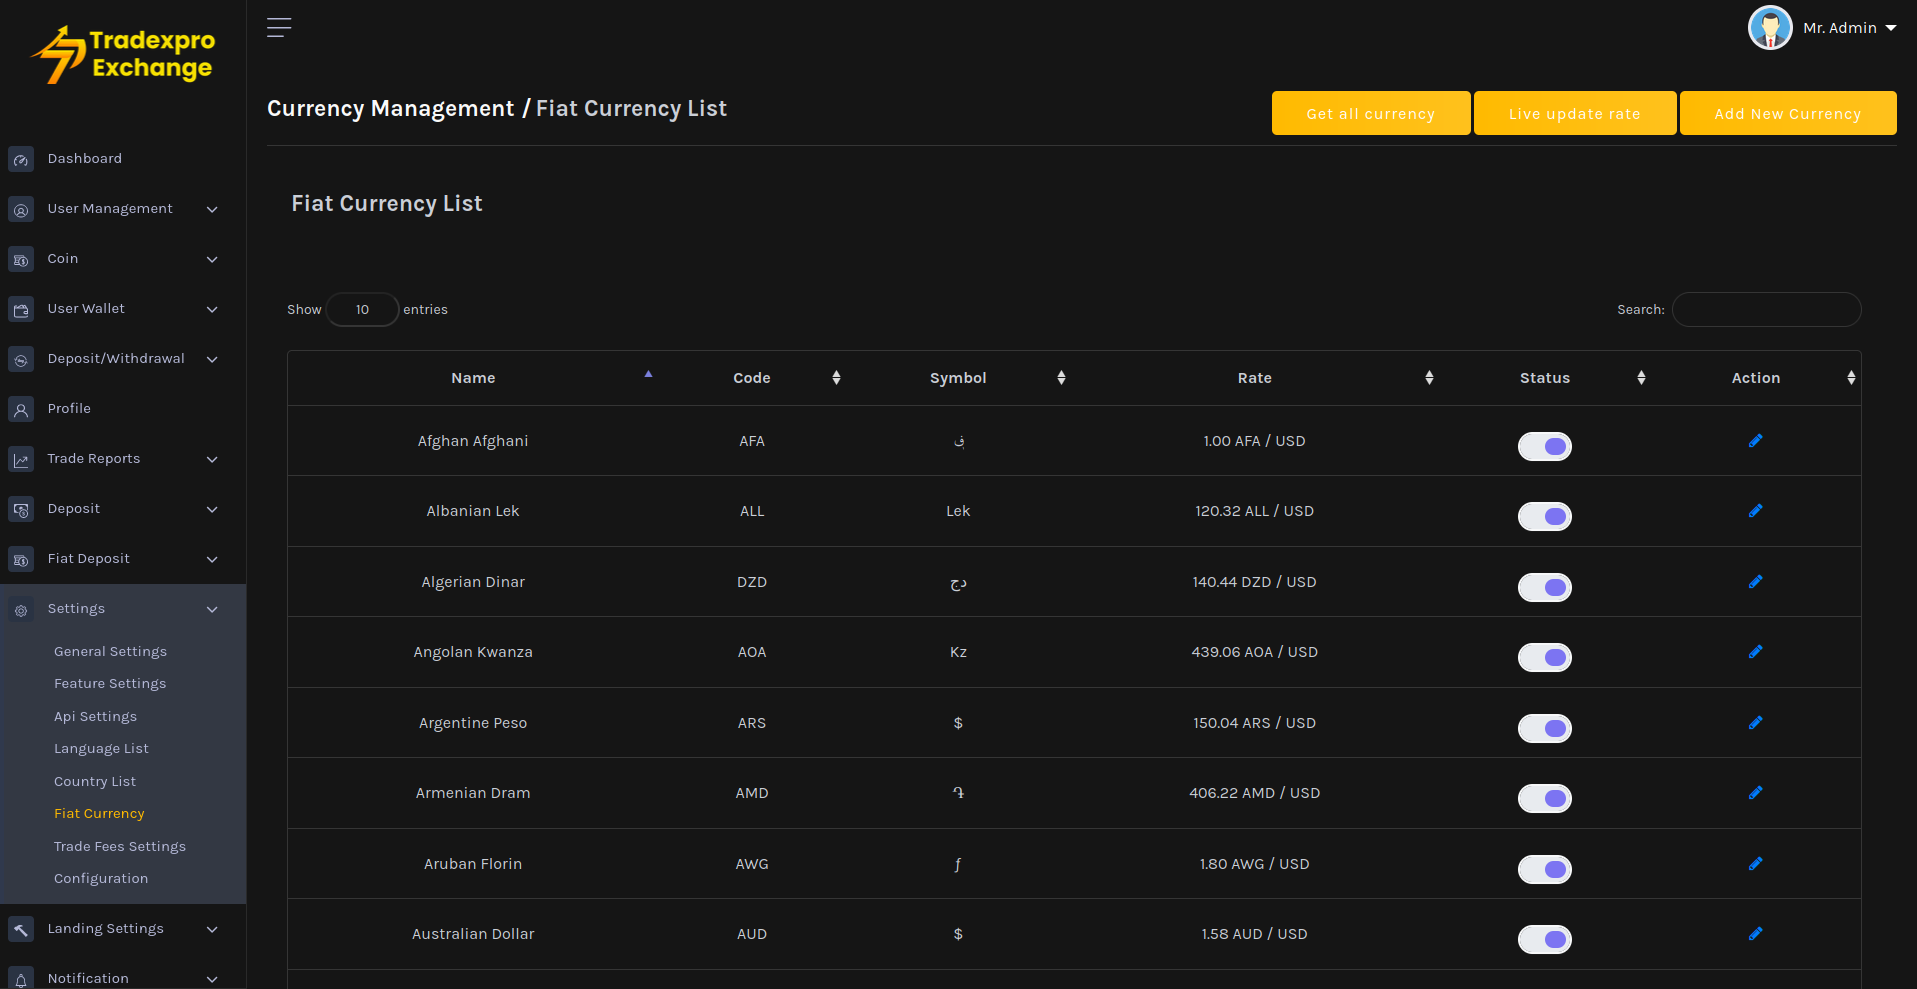 Tradexpro
Exchange
Mr. Admin
Currency Management / Fiat Currency List
Get all currency
Live update rate
Add New Currency
Dashboard
User Management
Coin
User Wallet
Deposit/Withdrawal
Profile
Trade Reports
Deposit
Fiat Deposit
Settings
General Settings
Feature Settings
Api Settings
Language List
Country List
Fiat Currency
Trade Fees Settings
Configuration
Landing Settings
Notification
Fiat Currency List
Show 10 entries
Search:
Name Code Symbol Rate Status Action
Afghan Afghani AFA ؋ 1.00 AFA / USD
Albanian Lek ALL Lek 120.32 ALL / USD
Algerian Dinar DZD دج 140.44 DZD / USD
Angolan Kwanza AOA Kz 439.06 AOA / USD
Argentine Peso ARS $ 150.04 ARS / USD
Armenian Dram AMD ֏ 406.22 AMD / USD
Aruban Florin AWG ƒ 1.80 AWG / USD
Australian Dollar AUD $ 1.58 AUD / USD